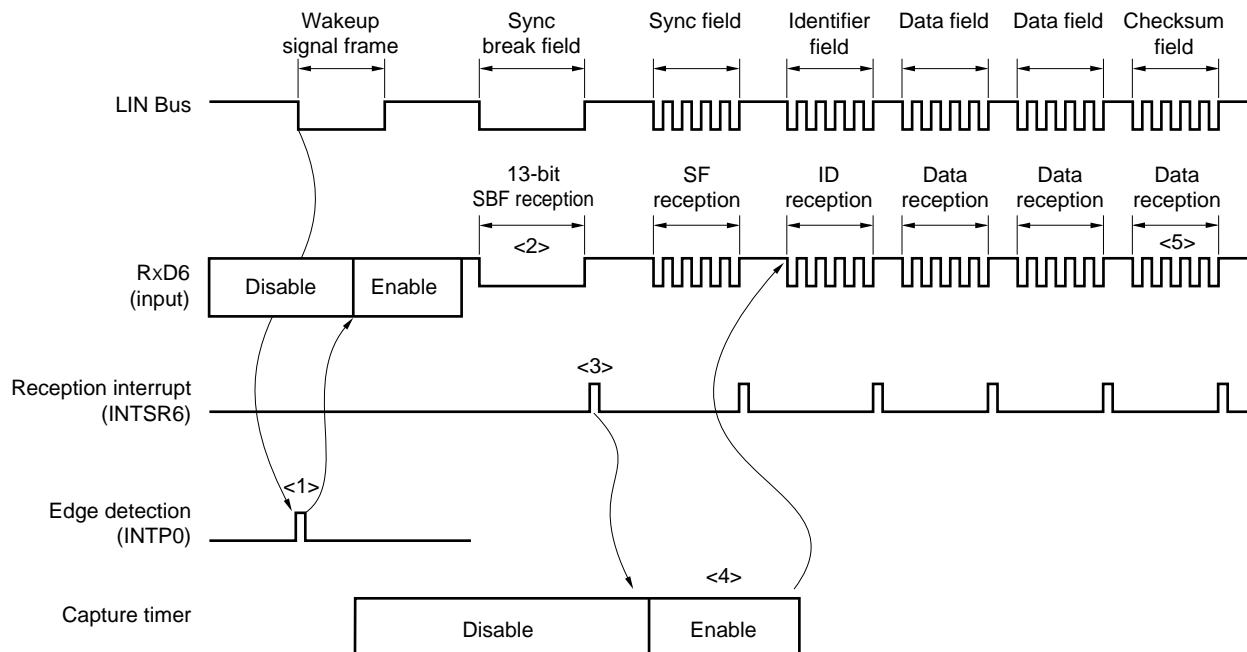 Wakeup
signal frame
Sync
break field
Sync field
Identifier
field
Data field
Data field
Checksum
field
LIN Bus
13-bit
SBF reception
SF
reception
ID
reception
Data
reception
Data
reception
Data
reception
<2>
<5>
RxD6
(input)
Disable
Enable
<3>
Reception interrupt
(INTSR6)
<1>
Edge detection
(INTP0)
<4>
Capture timer
Disable
Enable